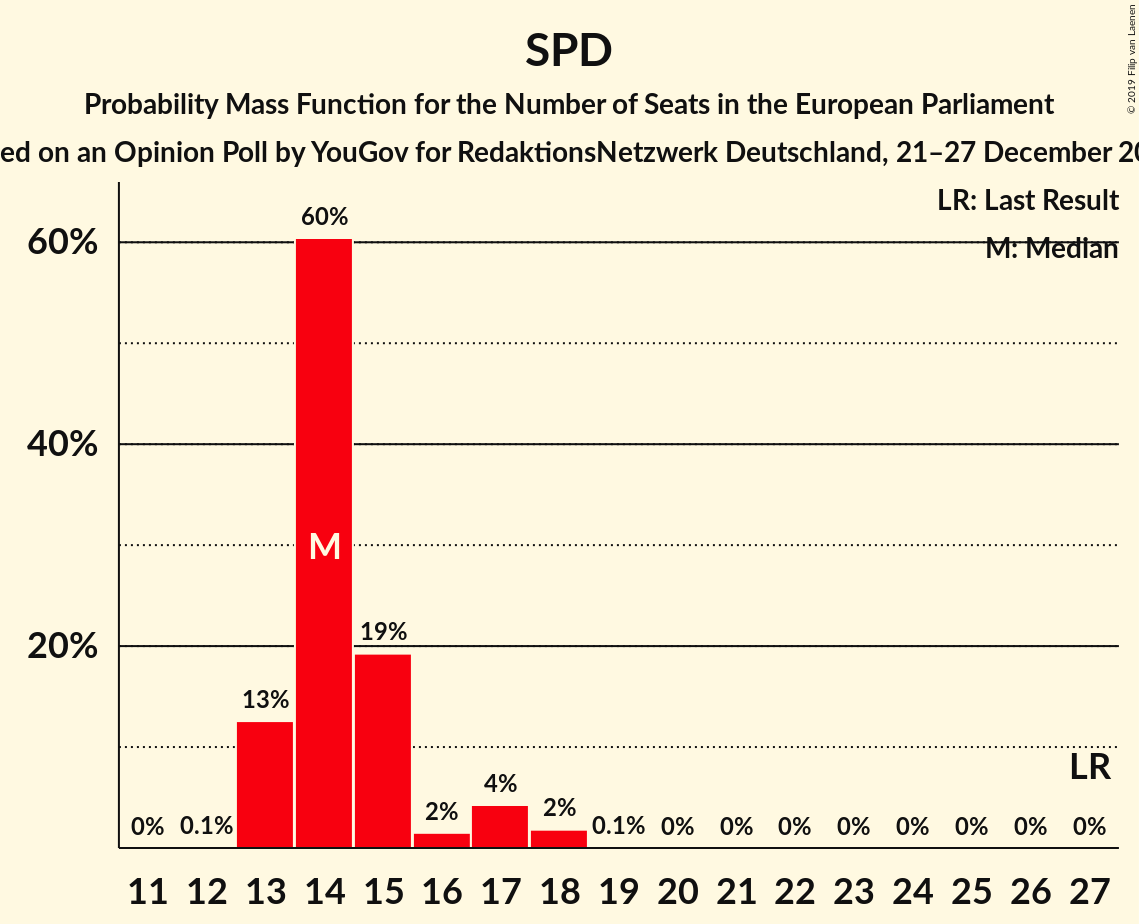 © 2019 Filip van Laenen
SPD
Probability Mass Function for the Number of Seats in the European Parliament
on an Opinion Poll by YouGov for RedaktionsNetzwerk Deutschland, 21–27 December
LR: Last Result
M: Median
60%
40%
20%
0% 0.1% 13% 60% 19% 2% 4% 2% 0.1% 0% 0% 0% 0% 0% 0% 0% 0%
M
LR
11 12 13 14 15 16 17 18 19 20 21 22 23 24 25 26 27